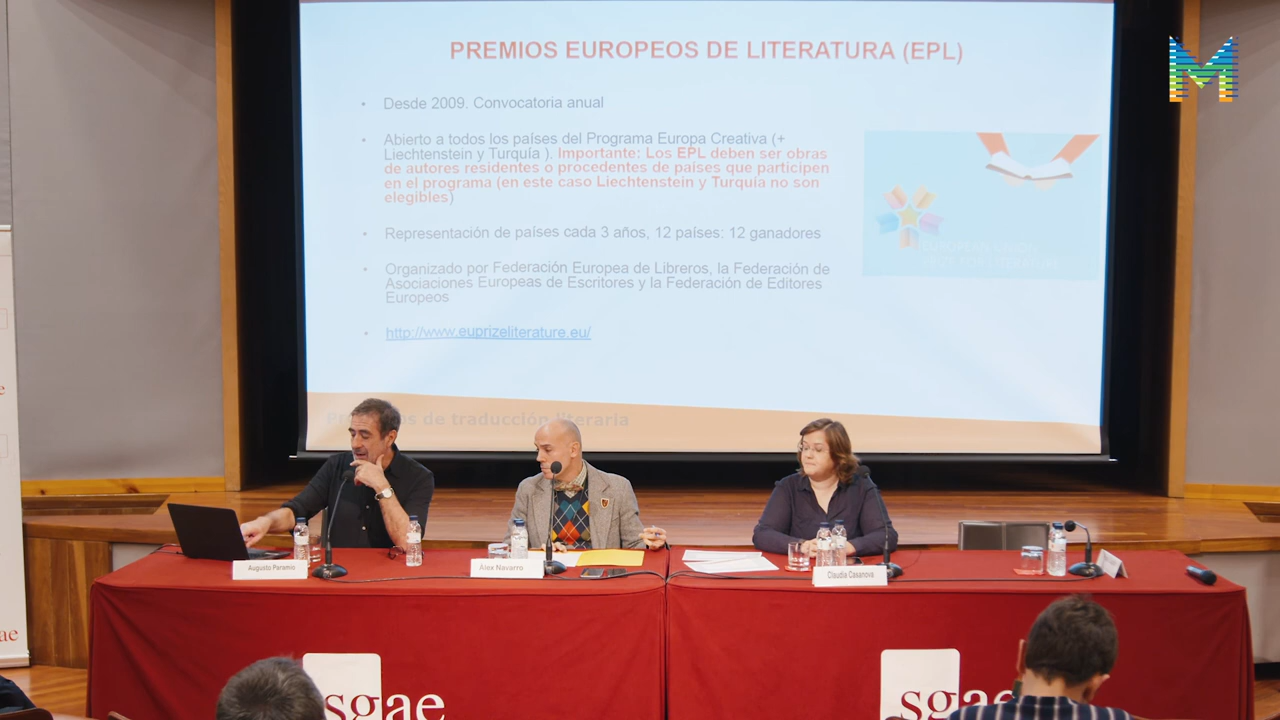 PREMIOS EUROPEOS DE LITERATURA (EPL)
• Desde 2009. Convocatoria anual
• Abierto a todos los países del Programa Europa Creativa (+
Liechtenstein y Turquía ). Importante: Los EPL deben ser obras
de autores residentes o procedentes de países que participen
en el programa (en este caso Liechtenstein y Turquía no son
elegibles)
• Representación de países cada 3 años, 12 países: 12 ganadores
• Organizado por Federación Europea de Libreros, la Federación de
Asociaciones Europeas de Escritores y la Federación de Editores
Europeos
• http://www.euprizeliterature.eu/
de traducción literaria
M
Augusto Paramio
Álex Navarro
Claudia Casanova
sgae
sgae
ae